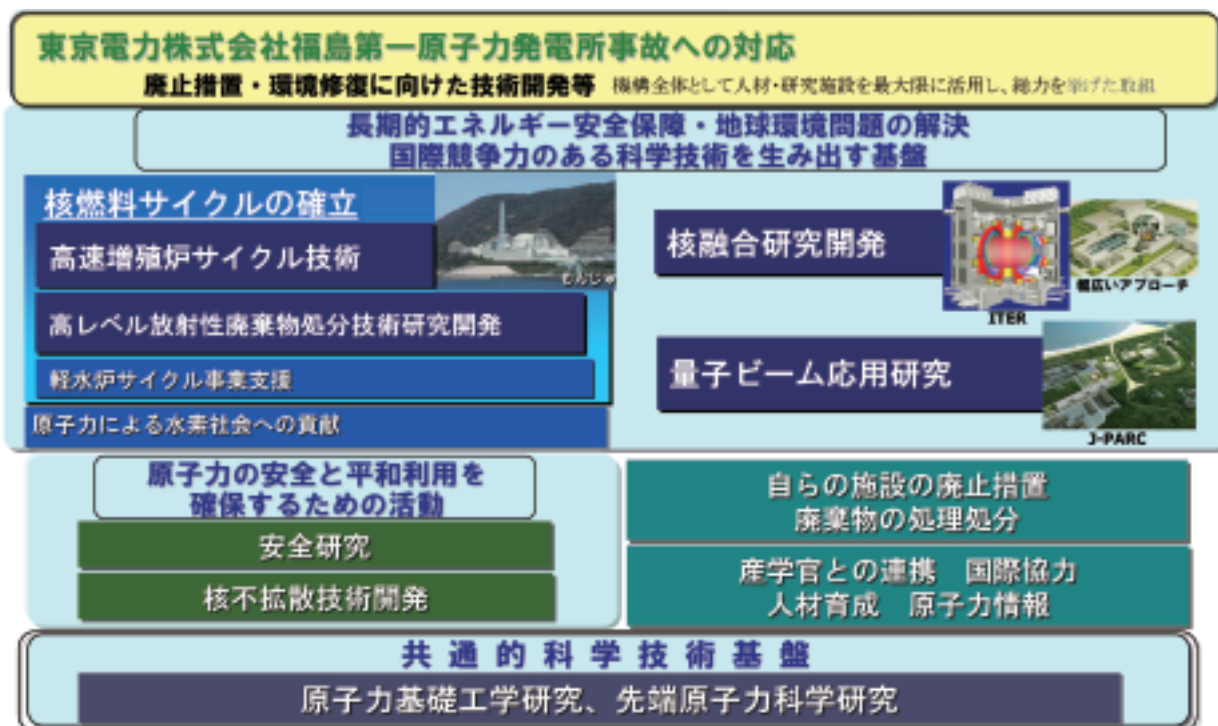 東京電力株式会社福島第一原子力発電所事故への対応
廃止措置・環境修復に向けた技術開発等 機構全体として人材・研究施設を最大限に活用し、総力を挙げた取組
長期的エネルギー安全保障・地球環境問題の解決
国際競争力のある科学技術を生み出す基盤
核燃料サイクルの確立
高速増殖炉サイクル技術
もんじゅ
高レベル放射性廃棄物処分技術研究開発
軽水炉サイクル事業支援
原子力による水素社会への貢献
核融合研究開発
幅広いアプローチ
ITER
量子ビーム応用研究
J-PARC
原子力の安全と平和利用を
確保するための活動
安全研究
核不拡散技術開発
自らの施設の廃止措置
廃棄物の処理処分
産学官との連携 国際協力
人材育成 原子力情報
共通的科学技術基盤
原子力基礎工学研究、先端原子力科学研究